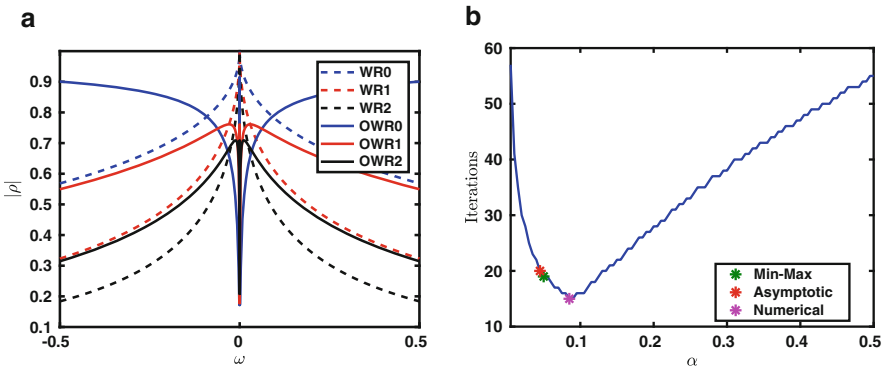 a
0.9
0.8
0.7
0.6
0.5
0.4
0.3
0.2
0.1
|ρ|
-0.5
0
0.5
ω
WR0
WR1
WR2
OWR0
OWR1
OWR2
b
60
50
40
30
20
10
Iterations
0.1
0.2
0.3
0.4
0.5
α
Min-Max
Asymptotic
Numerical